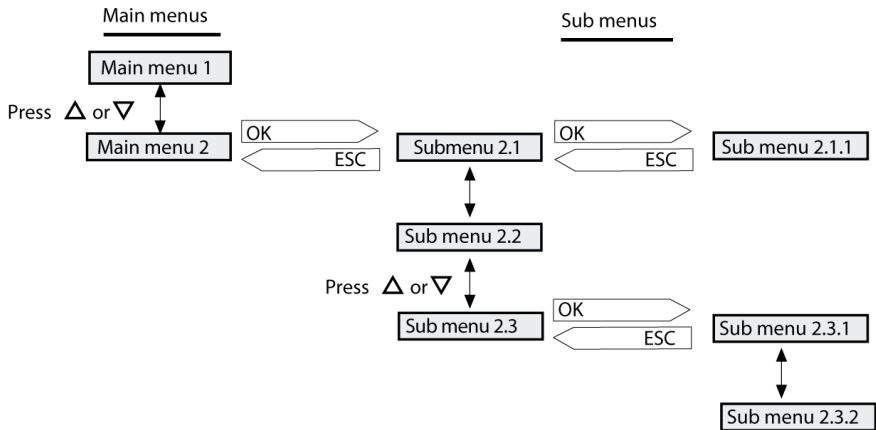 Main menus
Sub menus
Main menu 1
Press △ or ▽
Main menu 2
OK
ESC
Submenu 2.1
OK
ESC
Sub menu 2.1.1
Sub menu 2.2
Press △ or ▽
Sub menu 2.3
OK
ESC
Sub menu 2.3.1
Sub menu 2.3.2